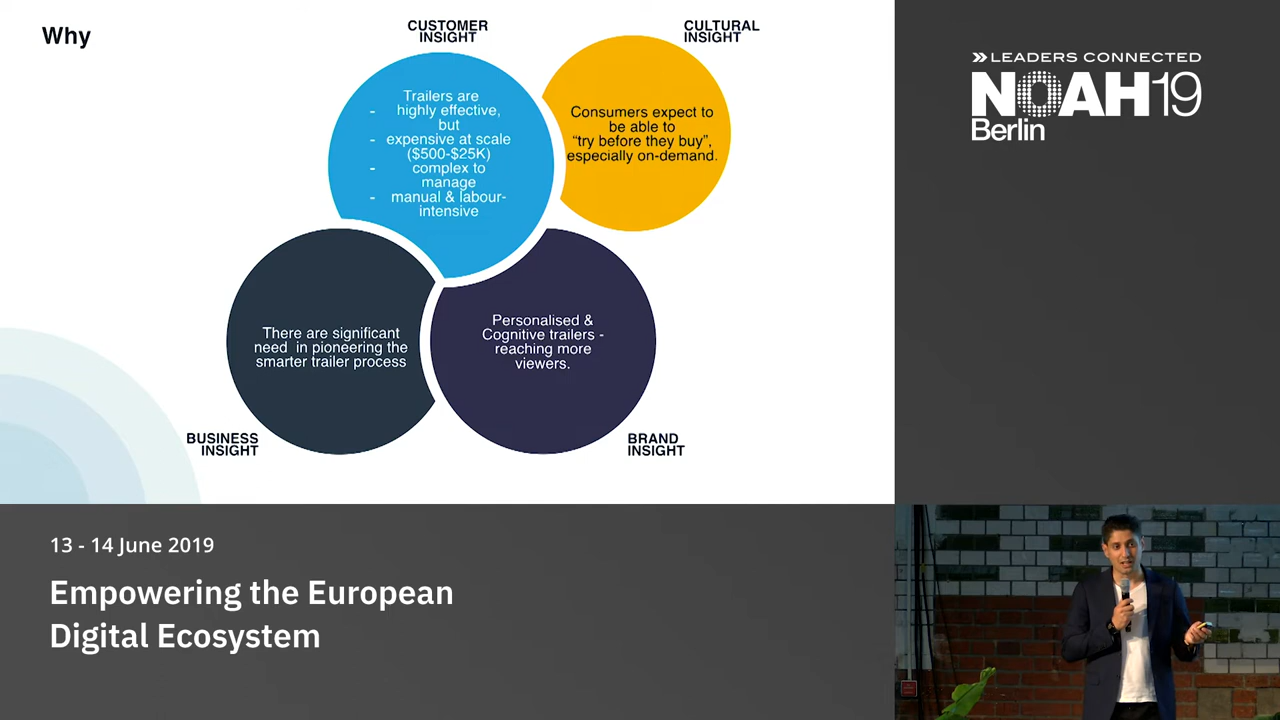 Why
CUSTOMER
INSIGHT
Trailers are
- highly effective,
but
- expensive at scale
($500-$25K)
- complex to
manage
- manual & labour-
intensive
CULTURAL
INSIGHT
Consumers expect to
be able to
“try before they buy”,
especially on-demand.
There are significant
need in pioneering the
smarter trailer process
BUSINESS
INSIGHT
Personalised &
Cognitive trailers -
reaching more
viewers.
BRAND
INSIGHT
LEADERS CONNECTED
NOAH19
Berlin
13 - 14 June 2019
Empowering the European
Digital Ecosystem